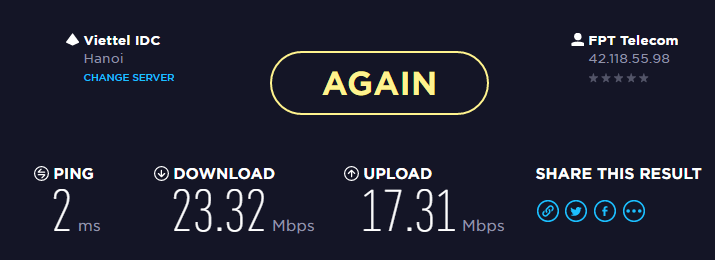 Viettel IDC
Hanoi
CHANGE SERVER
AGAIN
FPT Telecom
42.118.55.98
PING
2 ms
DOWNLOAD
23.32 Mbps
UPLOAD
17.31 Mbps
SHARE THIS RESULT